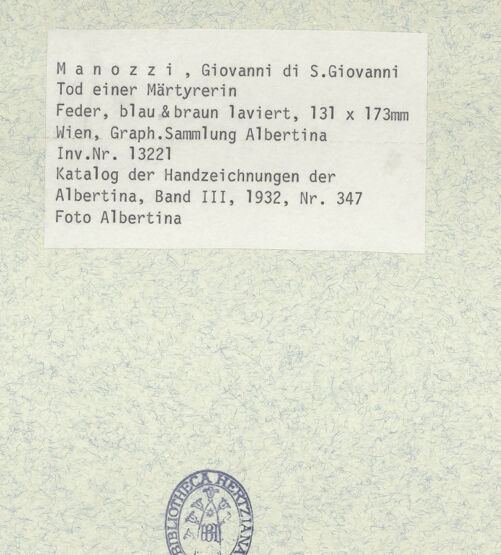 M a n o z z i , Giovanni di S.Giovanni
Tod einer Märtyrerin
Feder, blau & braun laviert, 131 x 173mm
Wien, Graph.Sammlung Albertina
Inv.Nr. 13221
Katalog der Handzeichnungen der
Albertina, Band III, 1932, Nr. 347
Foto Albertina
BIBLIOTHECA HERTZIANA